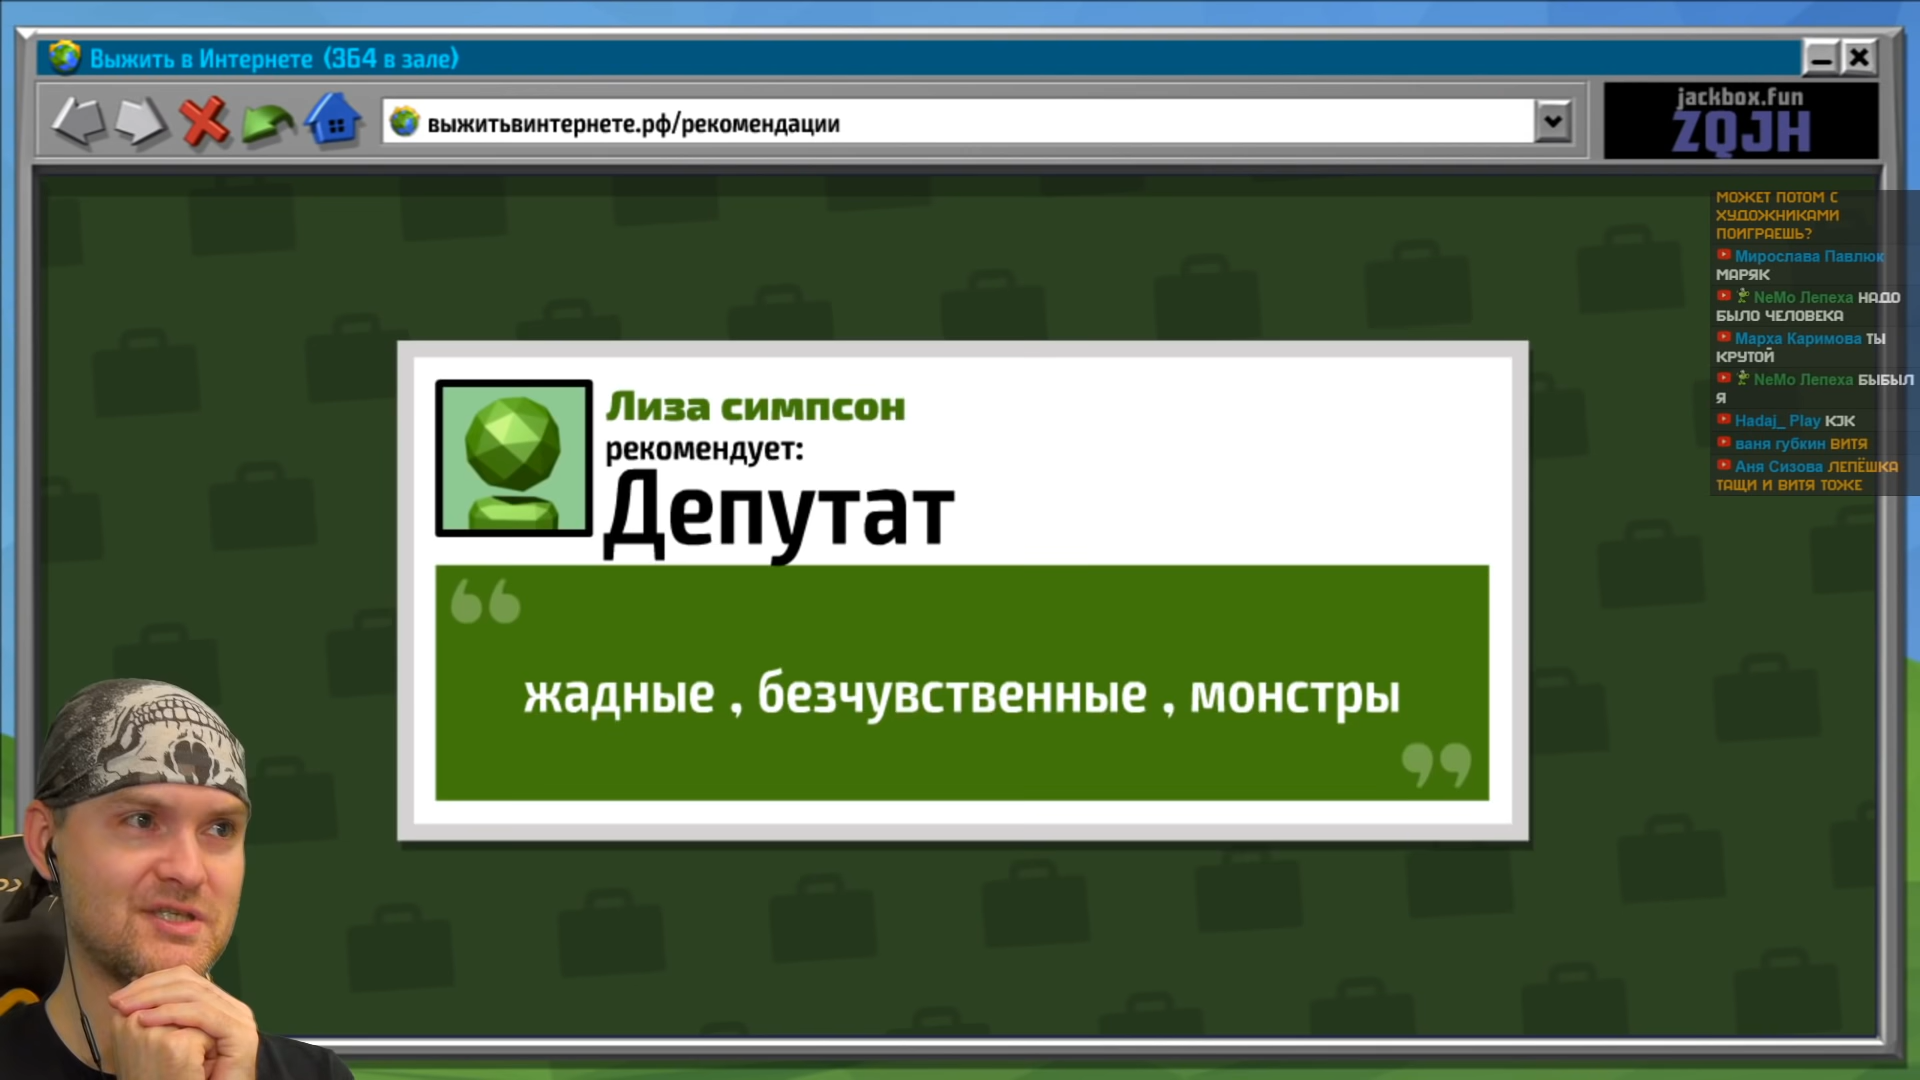 Выжить в Интернете (ЗБ4 в зале)
выжитьвинтернете.рф/рекомендации
jackbox.fun
ZQJH
МОЖЕТ ПОТОМ С
ХУДОЖНИКАМИ
ПОИГРАЕШЬ?
Мирослава Павлюк
МАРЯК
NeMo Лепеха НАДО
БЫЛО ЧЕЛОВЕКА
Марха Каримова ТЫ
КРУТОЙ
NeMo Лепеха БЫБЫЛ
Я
Hadaj_ Play КЖК
ваня губкин ВИТЯ
Аня Сизова ЛЕПЁШКА
ТАЩИ И ВИТЯ ТОЖЕ
Лиза симпсон
рекомендует:
Депутат
“
жадные , безчувственные , монстры
”